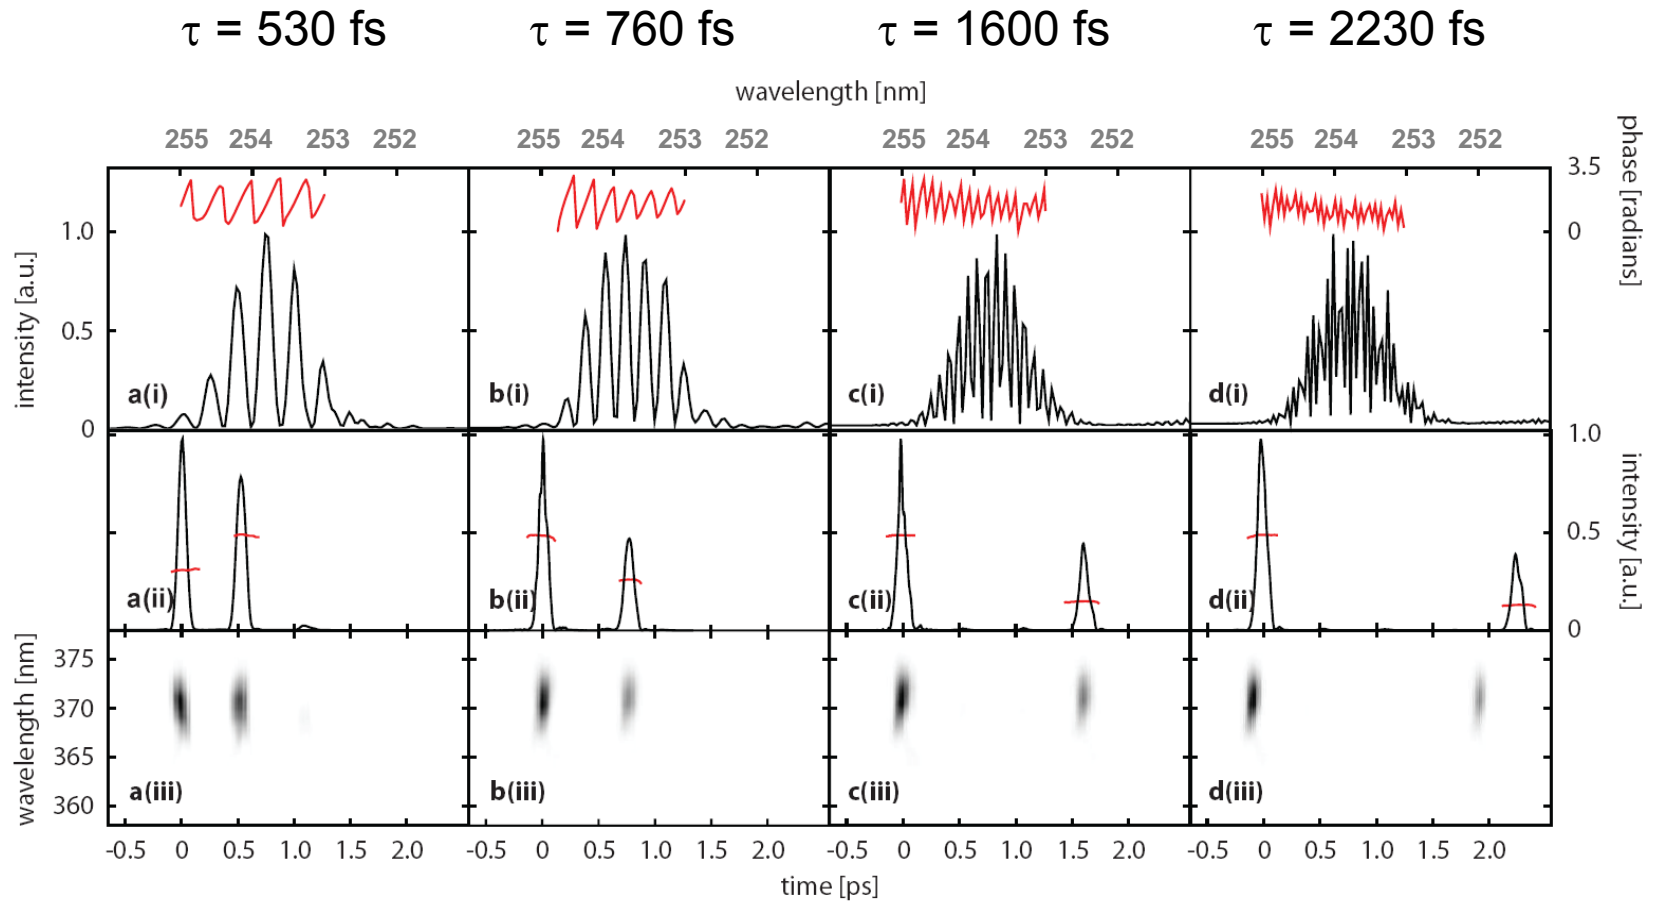 τ = 530 fs τ = 760 fs τ = 1600 fs τ = 2230 fs
wavelength [nm]
255 254 253 252 255 254 253 252 255 254 253 252 255 254 253 252
3.5
phase [radians]
0
1.0
0.5
0
intensity [a.u.]
a(i) b(i) c(i) d(i)
1.0
0.5
0
intensity [a.u.]
a(ii) b(ii) c(ii) d(ii)
375
370
365
360
wavelength [nm]
a(iii) b(iii) c(iii) d(iii)
-0.5 0 0.5 1.0 1.5 2.0 -0.5 0 0.5 1.0 1.5 2.0 -0.5 0 0.5 1.0 1.5 2.0 -0.5 0 0.5 1.0 1.5 2.0
time [ps]